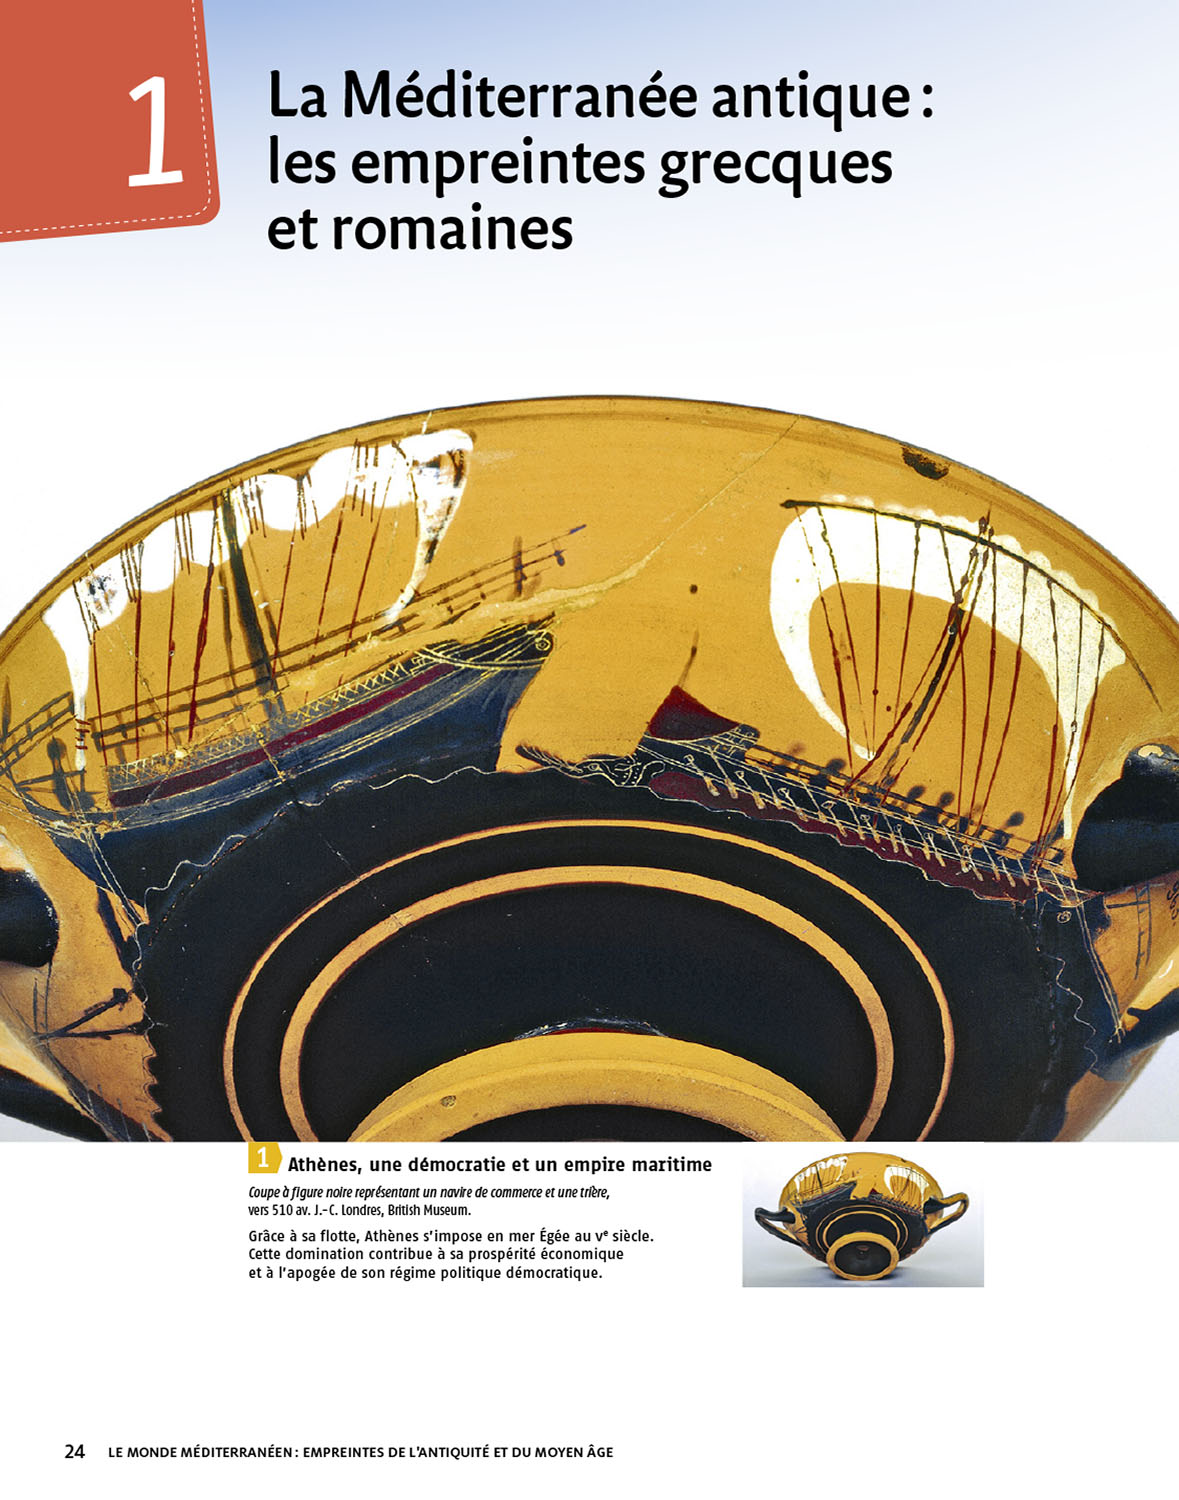 1
La Méditerranée antique :
les empreintes grecques
et romaines
1 Athènes, une démocratie et un empire maritime
Coupe à figure noire représentant un navire de commerce et une trière,
vers 510 av. J.-C. Londres, British Museum.
Grâce à sa flotte, Athènes s'impose en mer Égée au Vᵉ siècle.
Cette domination contribue à sa prospérité économique
et à l'apogée de son régime politique démocratique.
24 LE MONDE MÉDITERRANÉEN : EMPREINTES DE L'ANTIQUITÉ ET DU MOYEN ÂGE